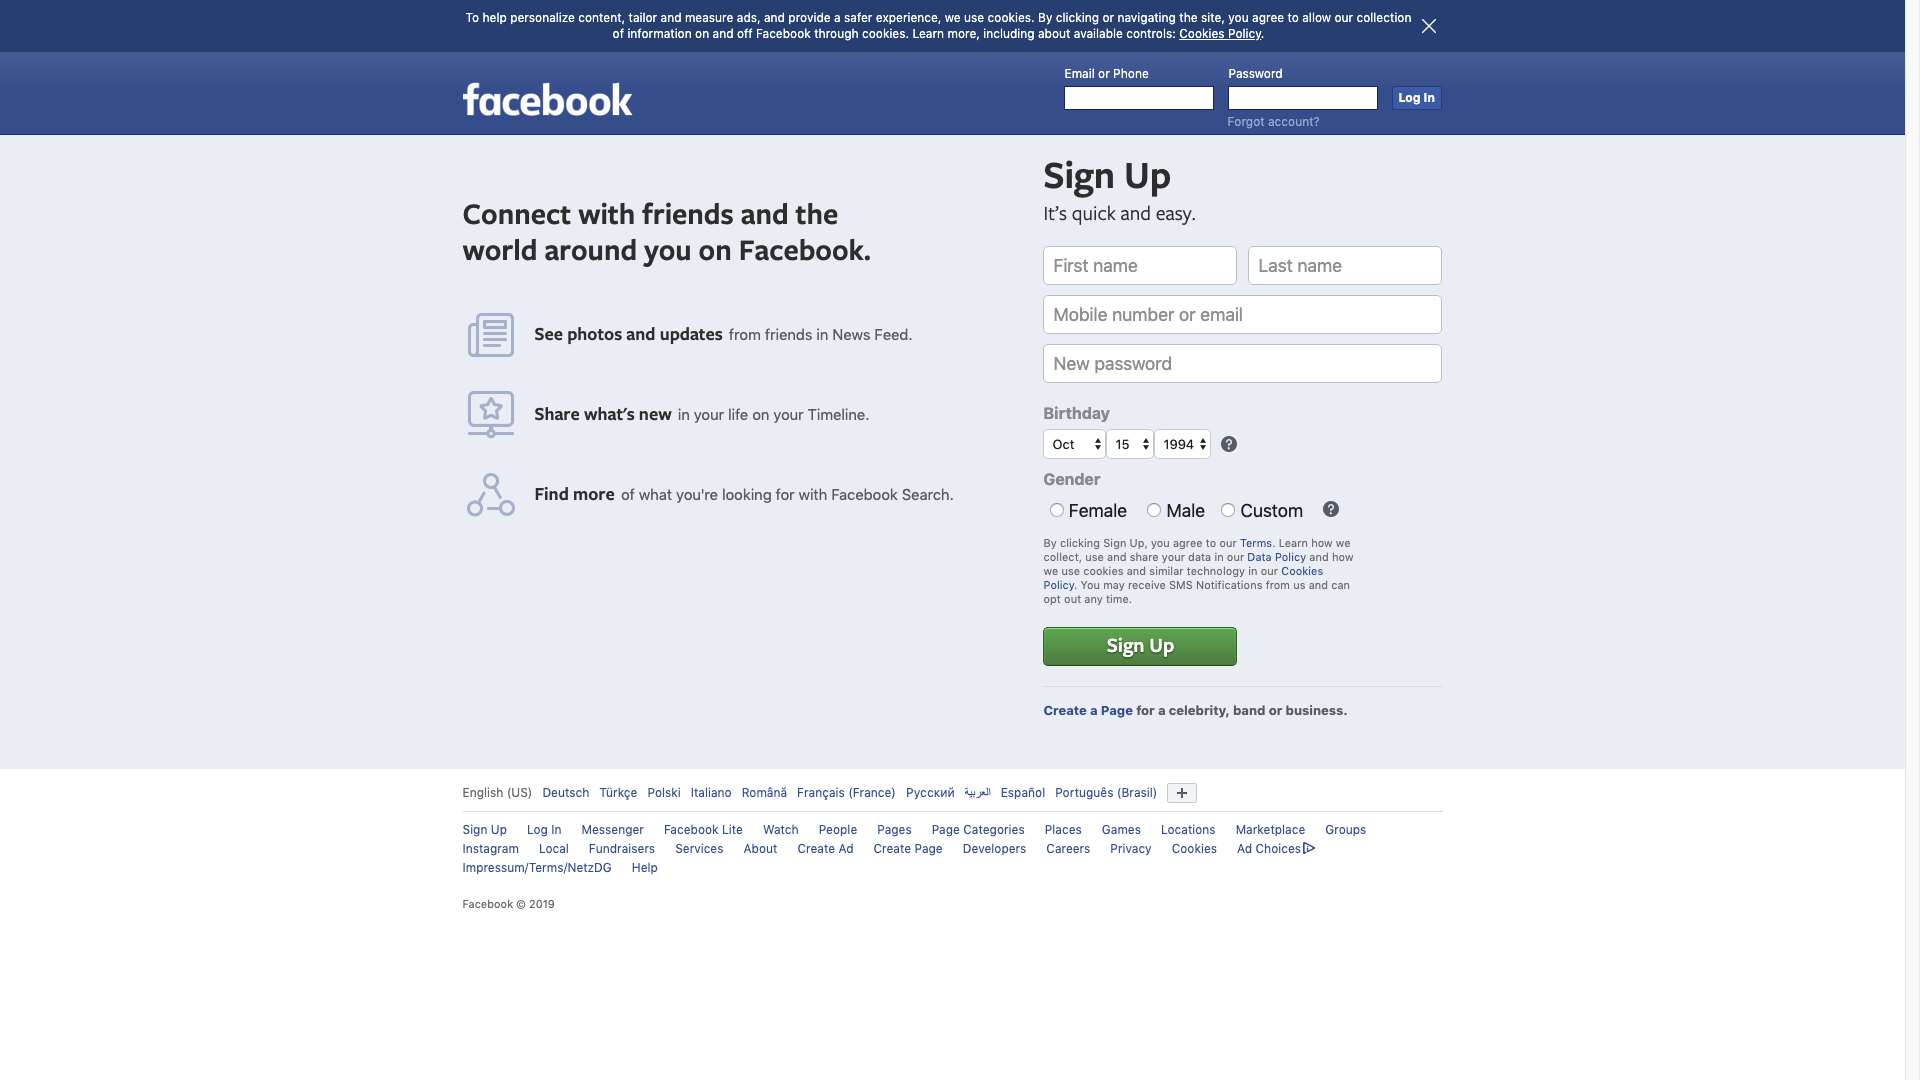 To help personalize content, tailor and measure ads, and provide a safer experience, we use cookies. By clicking or navigating the site, you agree to allow our collection
of information on and off Facebook through cookies. Learn more, including about available controls: Cookies Policy.
facebook
Email or Phone
Password
Log In
Forgot account?
Connect with friends and the
world around you on Facebook.
See photos and updates from friends in News Feed.
Share what's new in your life on your Timeline.
Find more of what you're looking for with Facebook Search.
Sign Up
It's quick and easy.
First name
Last name
Mobile number or email
New password
Birthday
Oct 15 1994 ?
Gender
Female Male Custom ?
By clicking Sign Up, you agree to our Terms. Learn how we
collect, use and share your data in our Data Policy and how
we use cookies and similar technology in our Cookies
Policy. You may receive SMS Notifications from us and can
opt out any time.
Sign Up
Create a Page for a celebrity, band or business.
English (US) Deutsch Türkçe Polski Italiano Română Français (France) Русский العربية Español Português (Brasil) +
Sign Up Log In Messenger Facebook Lite Watch People Pages Page Categories Places Games Locations Marketplace Groups
Instagram Local Fundraisers Services About Create Ad Create Page Developers Careers Privacy Cookies Ad Choices
Impressum/Terms/NetzDG Help
Facebook © 2019